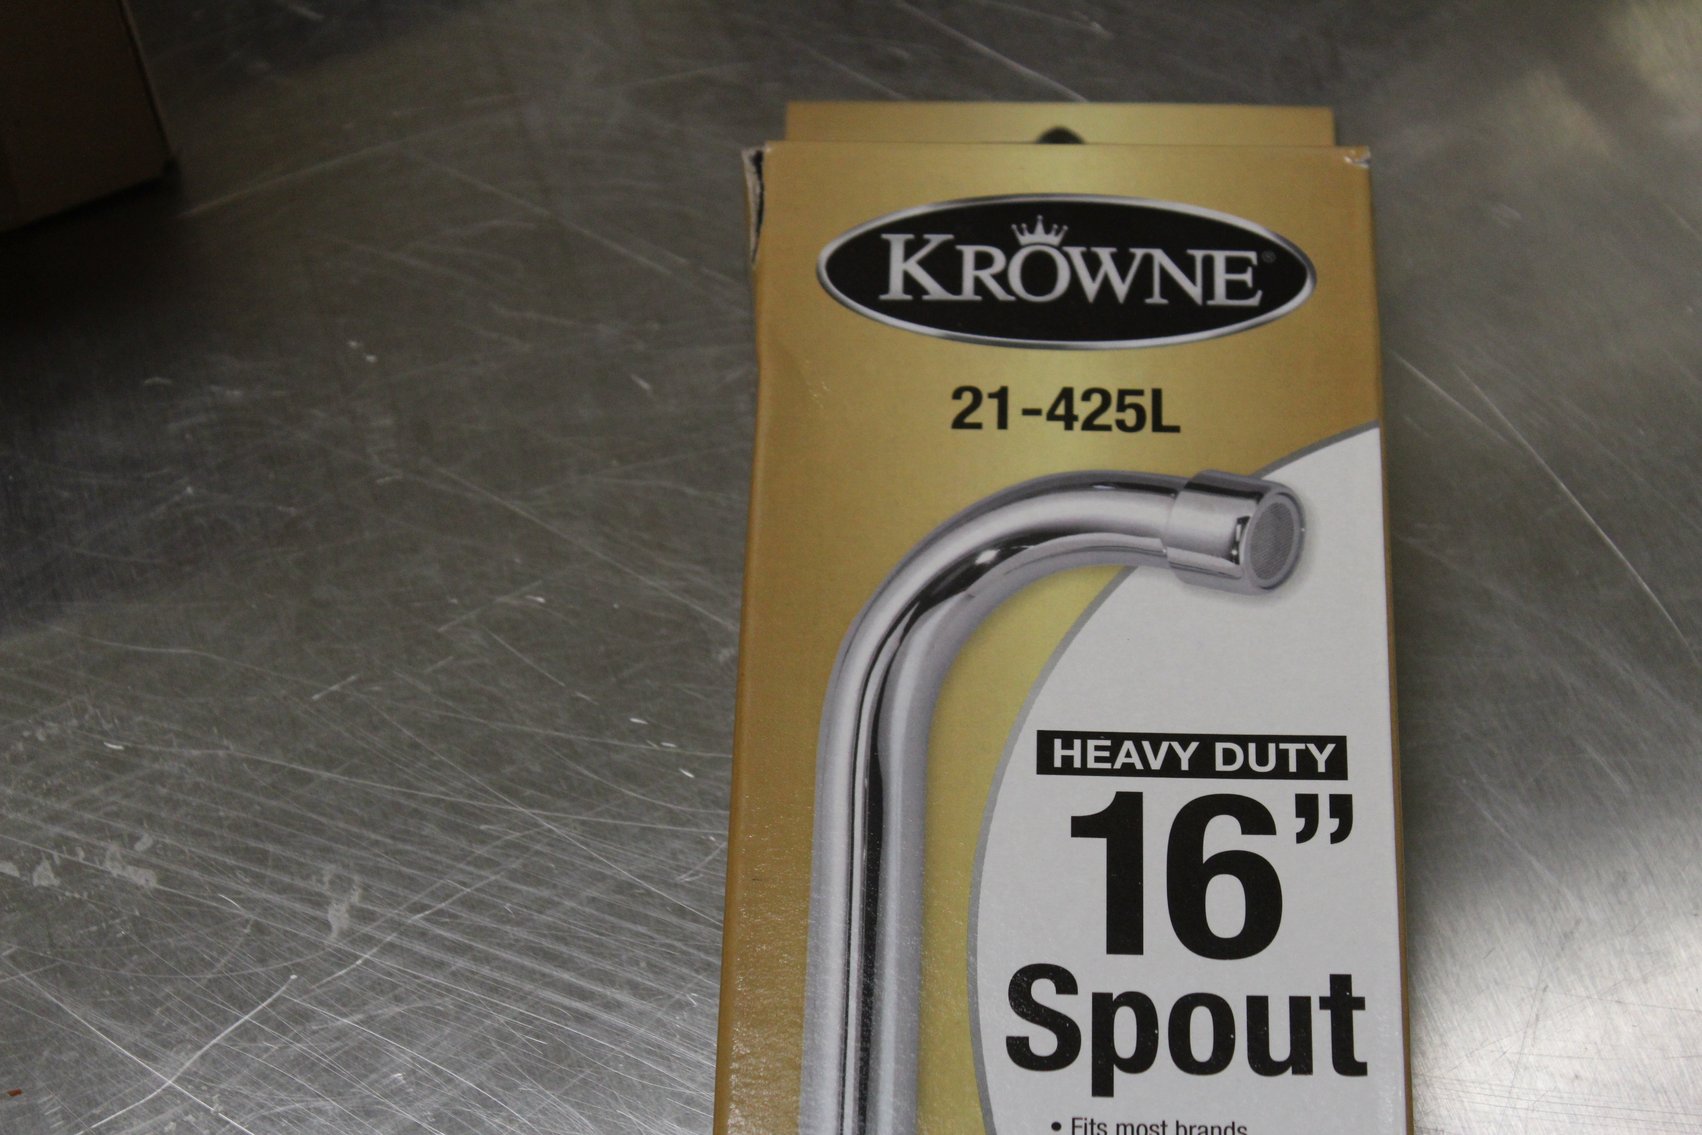 KROWNE®
21-425L
HEAVY DUTY
16”
Spout
• Fits most brands